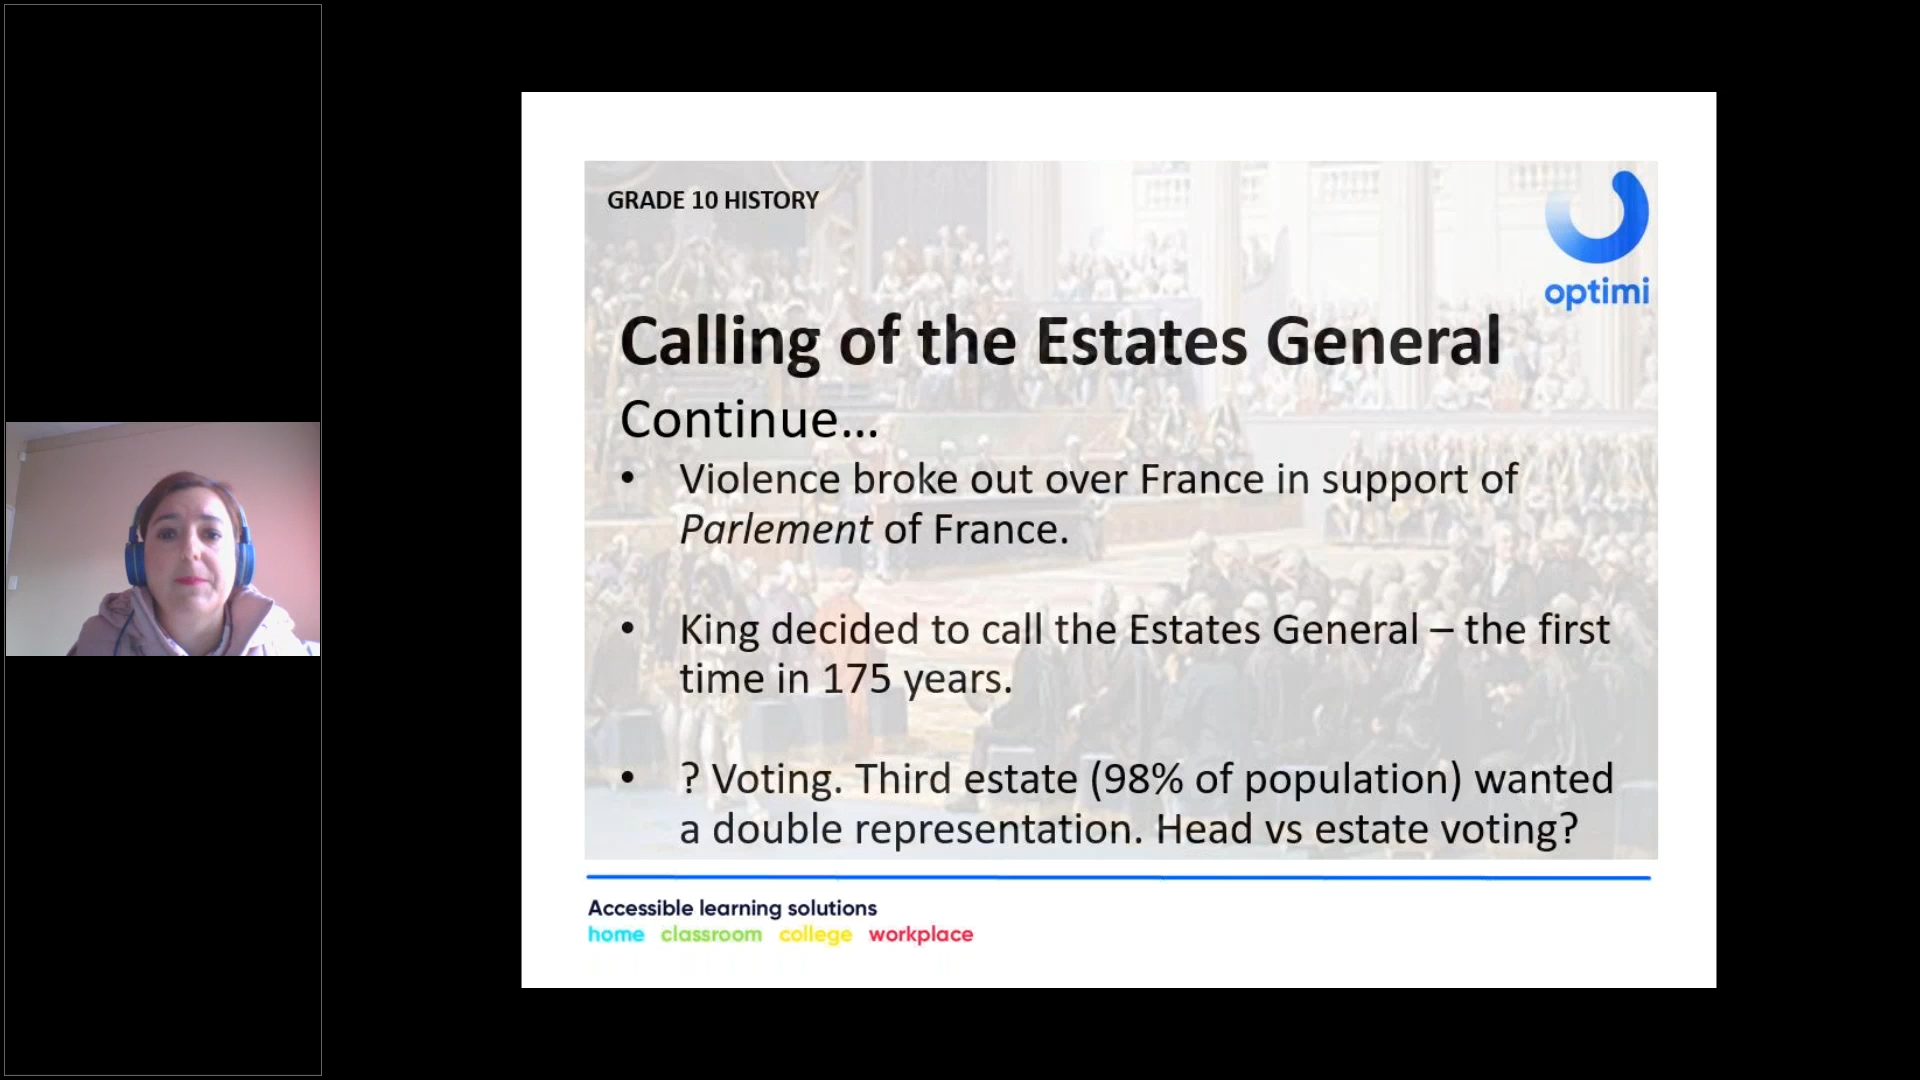 GRADE 10 HISTORY
optimi
Calling of the Estates General
Continue...
• Violence broke out over France in support of
Parlement of France.
• King decided to call the Estates General – the first
time in 175 years.
• ? Voting. Third estate (98% of population) wanted
a double representation. Head vs estate voting?
Accessible learning solutions
home classroom college workplace